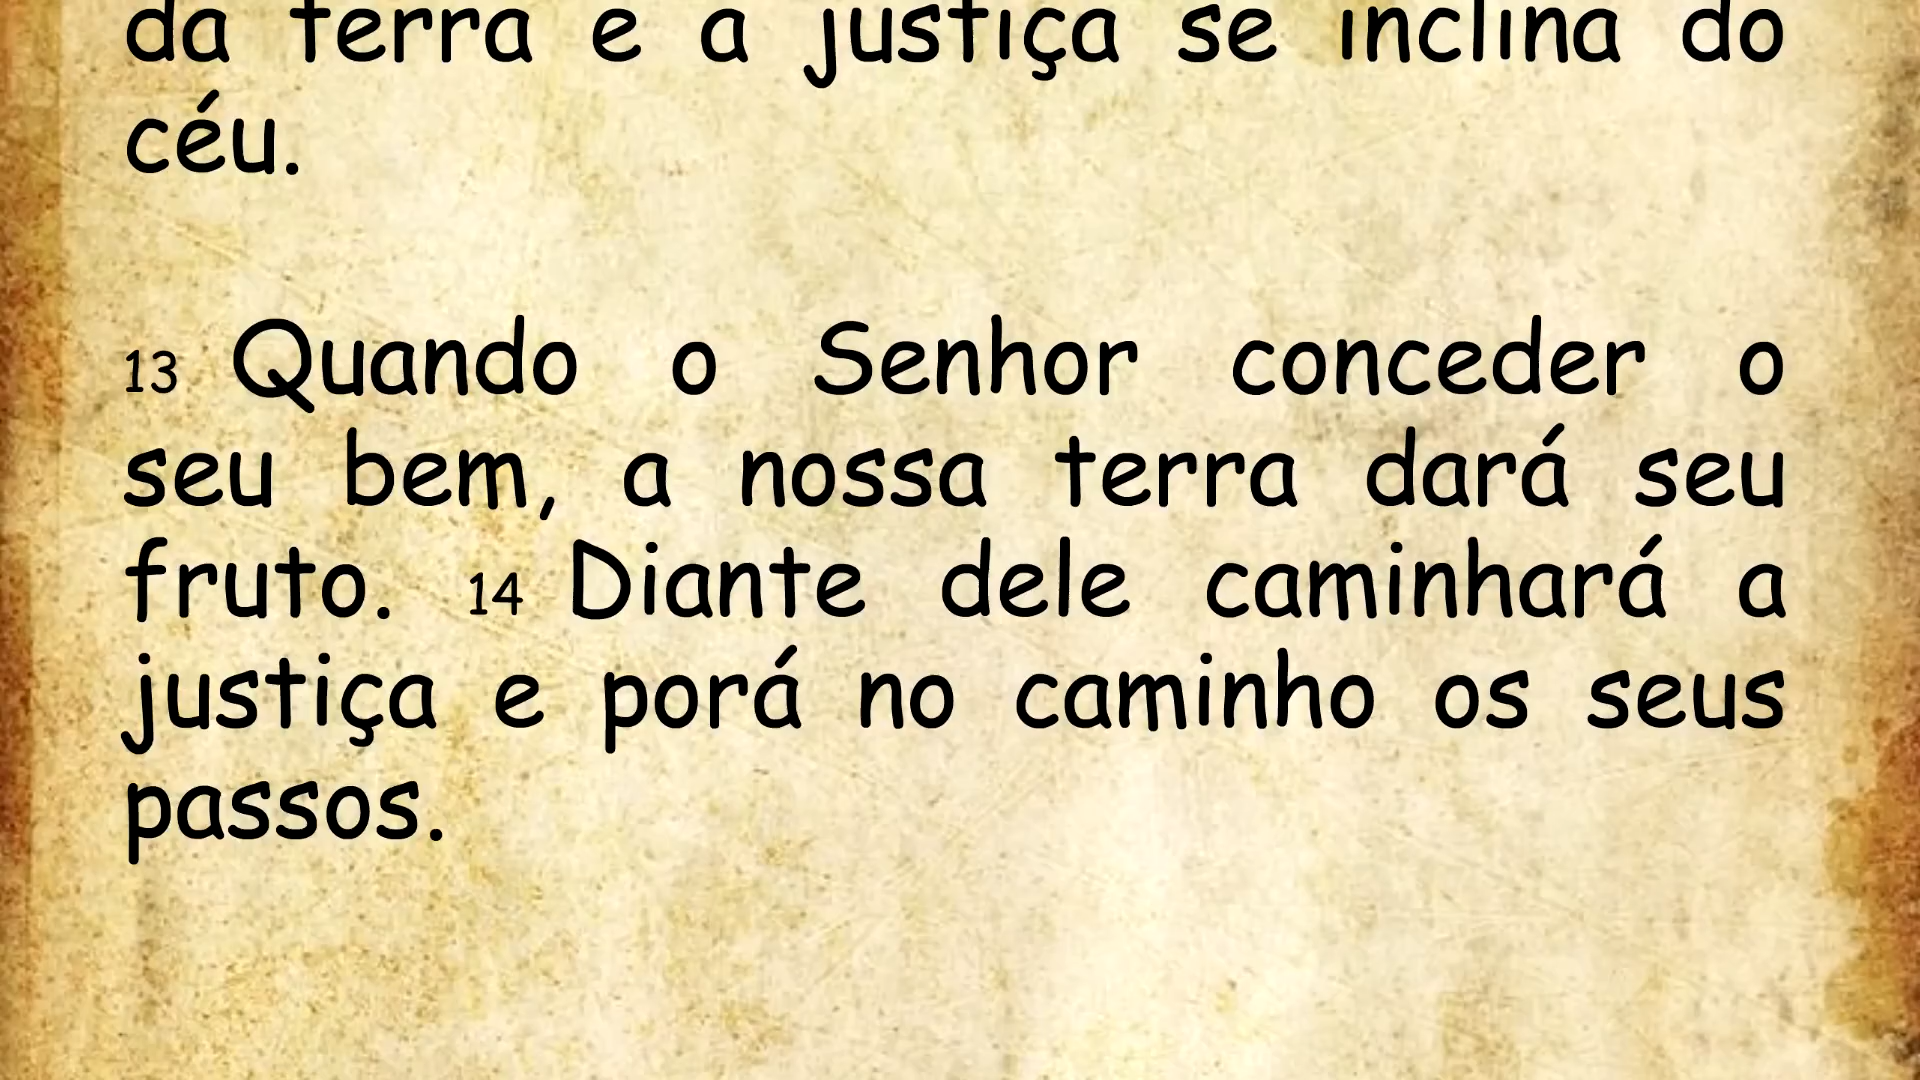 da terra e a justiça se inclina do
céu.
13 Quando o Senhor conceder o
seu bem, a nossa terra dará seu
fruto. 14 Diante dele caminhará a
justiça e porá no caminho os seus
passos.